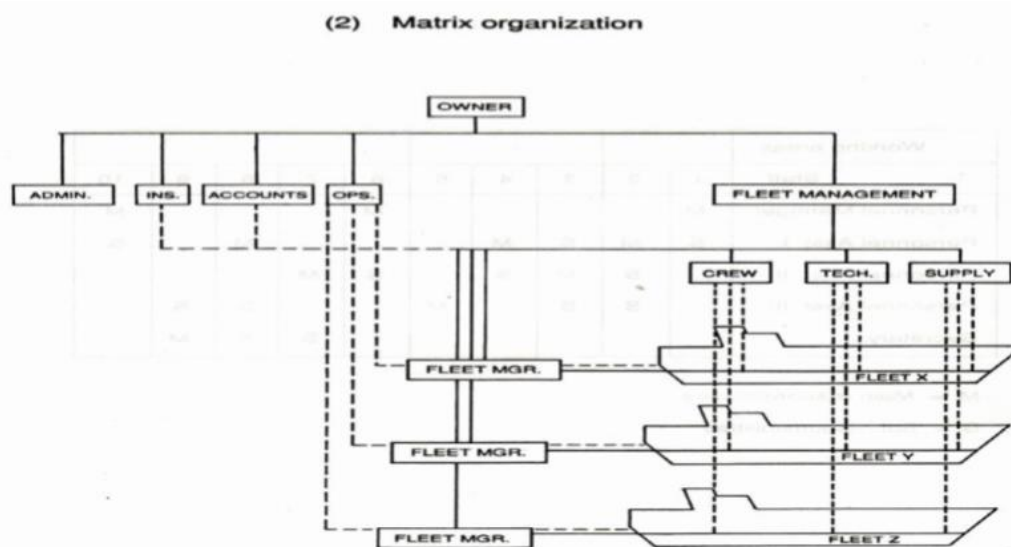 (2) Matrix organization
OWNER
ADMIN. INS. ACCOUNTS OPS. FLEET MANAGEMENT
CREW TECH. SUPPLY
FLEET MGR. FLEET X
FLEET MGR. FLEET Y
FLEET MGR. FLEET Z